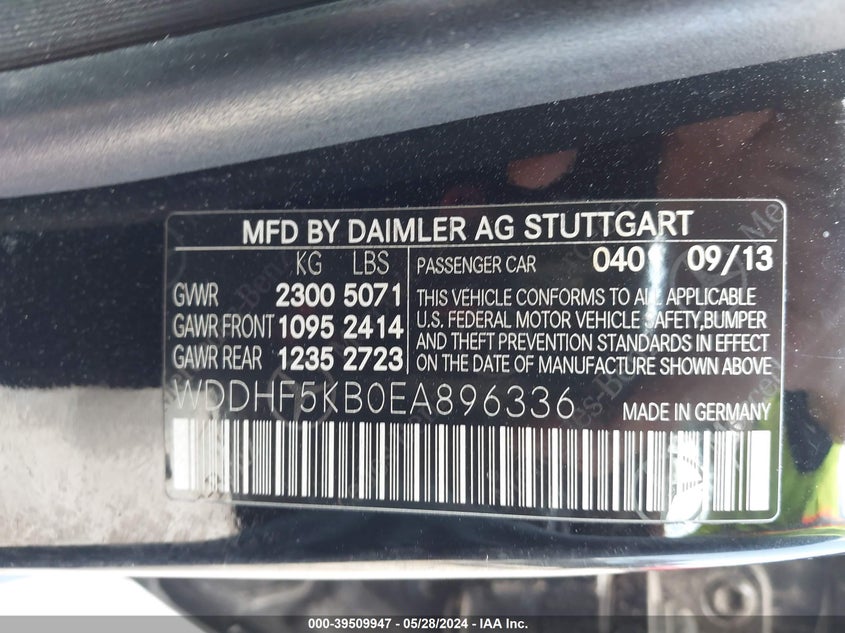 MFD BY DAIMLER AG STUTTGART
KG LBS
GVWR 2300 5071
GAWR FRONT 1095 2414
GAWR REAR 1235 2723
PASSENGER CAR 040 09/13
THIS VEHICLE CONFORMS TO ALL APPLICABLE
U.S. FEDERAL MOTOR VEHICLE SAFETY,BUMPER
AND THEFT PREVENTION STANDARDS IN EFFECT
ON THE DATE OF MANUFACTURE SHOWN ABOVE.
WDDHF5KB0EA896336 MADE IN GERMANY
000-39509947 - 05/28/2024 - IAA Inc.